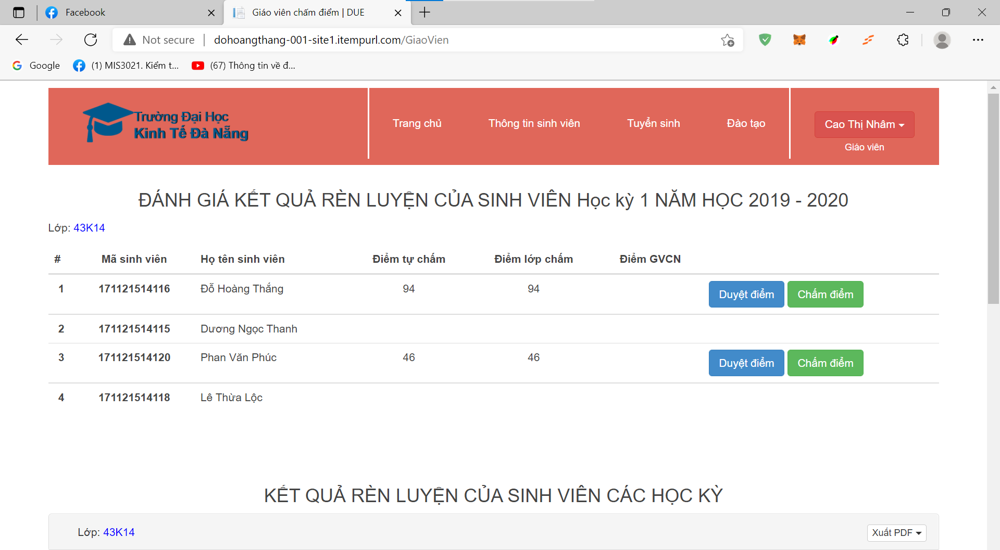 Facebook
Giáo viên chấm điểm | DUE
Not secure
dohoangthang-001-site1.itempurl.com/GiaoVien
Google
(1) MIS3021. Kiểm t...
(67) Thông tin về đ...
Trường Đại Học
Kinh Tế Đà Nẵng
Trang chủ
Thông tin sinh viên
Tuyển sinh
Đào tạo
Cao Thị Nhâm
Giáo viên
ĐÁNH GIÁ KẾT QUẢ RÈN LUYỆN CỦA SINH VIÊN Học kỳ 1 NĂM HỌC 2019 - 2020
Lớp: 43K14
# Mã sinh viên Họ tên sinh viên Điểm tự chấm Điểm lớp chấm Điểm GVCN
1 171121514116 Đỗ Hoàng Thắng 94 94 Duyệt điểm Chấm điểm
2 171121514115 Dương Ngọc Thanh
3 171121514120 Phan Văn Phúc 46 46 Duyệt điểm Chấm điểm
4 171121514118 Lê Thừa Lộc
KẾT QUẢ RÈN LUYỆN CỦA SINH VIÊN CÁC HỌC KỲ
Lớp: 43K14
Xuất PDF